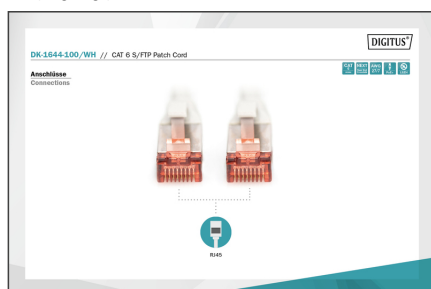 DIGITUS®
DK-1644-100/WH // CAT 6 S/FTP Patch Cord
Anschlüsse
Connections
RJ45